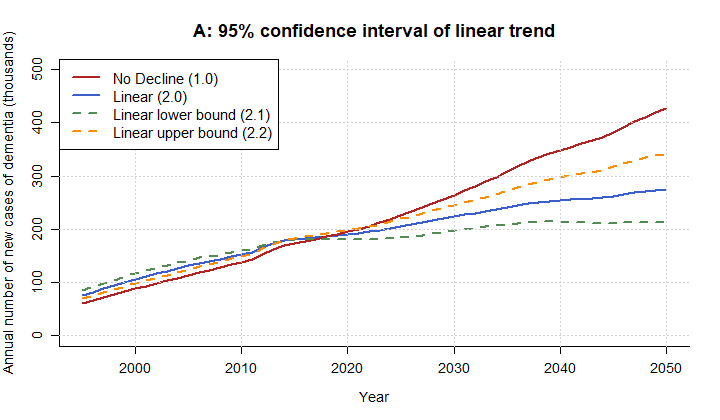 A: 95% confidence interval of linear trend
Annual number of new cases of dementia (thousands)
500
400
300
200
100
0
No Decline (1.0)
Linear (2.0)
Linear lower bound (2.1)
Linear upper bound (2.2)
2000 2010 2020 2030 2040 2050
Year